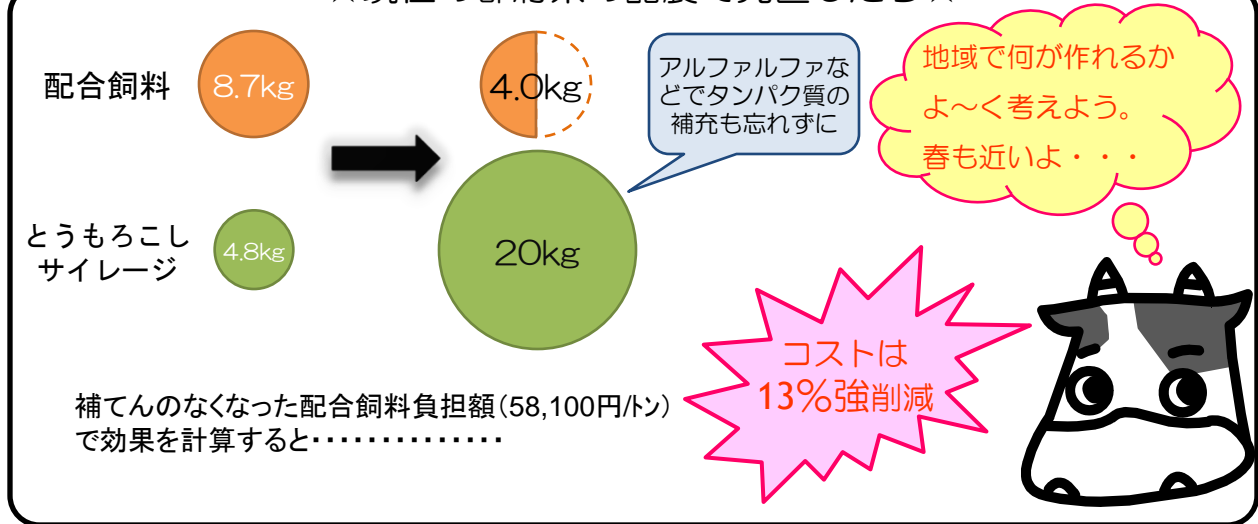 配合飼料
8.7kg
4.0kg
アルファルファな
どでタンパク質の
補充も忘れずに
地域で何が作れるか
よ～く考えよう。
春も近いよ・・・
とうもろこし
サイレージ
4.8kg
20kg
コストは
13%強削減
補てんのなくなった配合飼料負担額（58,100円/トン）
で効果を計算すると・・・・・・・・・・・・・・